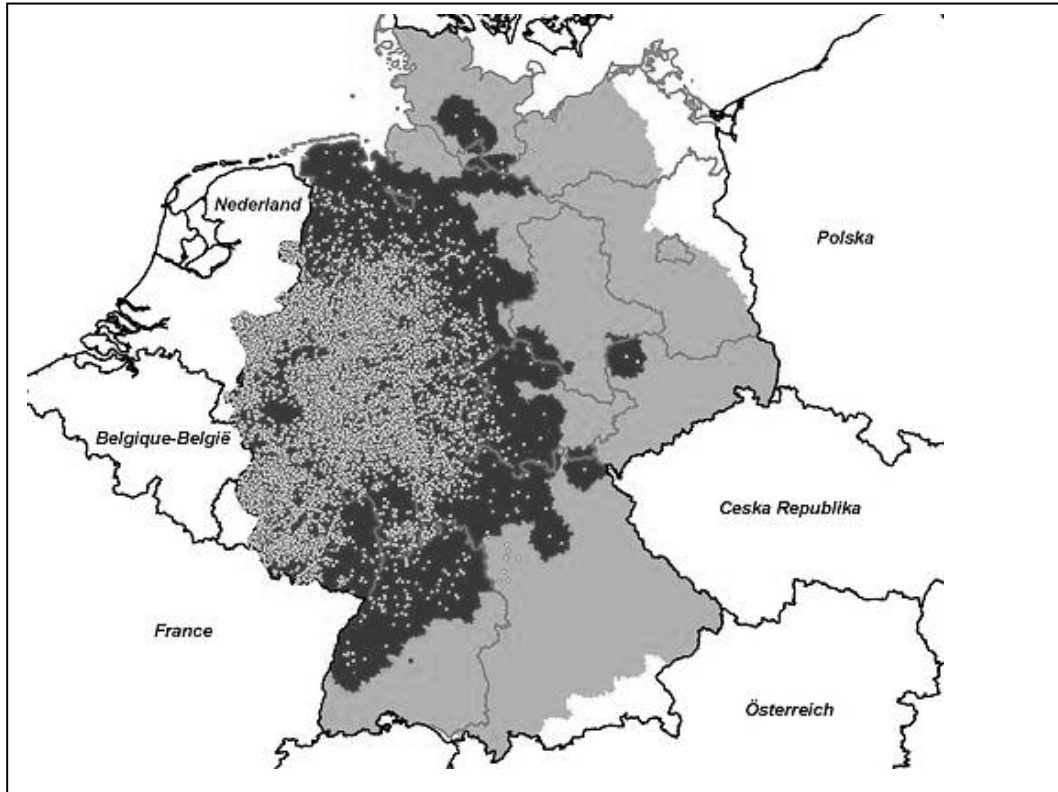 Nederland
Polska
Belgique-België
Ceska Republika
France
Österreich